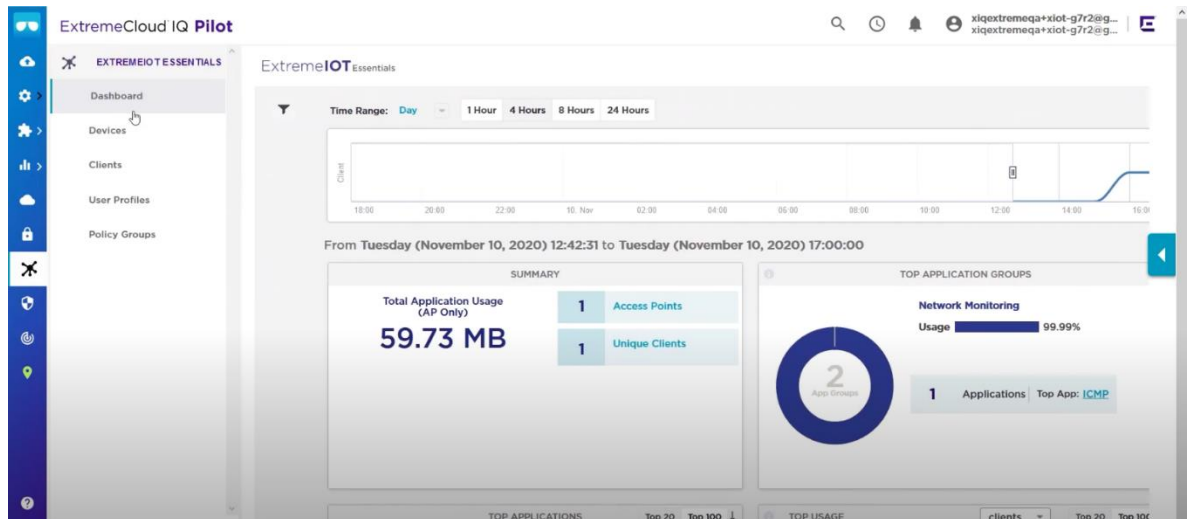 ExtremeCloud IQ Pilot
xiqextremeqa+xiot-g7r2@g...
xiqextremeqa+xiot-g7r2@g...
EXTREMEIOT ESSENTIALS
Dashboard
Devices
Clients
User Profiles
Policy Groups
ExtremeIOT Essentials
Time Range: Day 1 Hour 4 Hours 8 Hours 24 Hours
Client
18:00 20:00 22:00 10. Nov 02:00 04:00 06:00 08:00 10:00 12:00 14:00 16:00
From Tuesday (November 10, 2020) 12:42:31 to Tuesday (November 10, 2020) 17:00:00
SUMMARY
Total Application Usage
(AP Only)
59.73 MB
1 Access Points
1 Unique Clients
TOP APPLICATION GROUPS
2
App Groups
Network Monitoring
Usage 99.99%
1 Applications Top App: ICMP
TOP APPLICATIONS Top 20 Top 100
TOP USAGE clients Top 20 Top 100